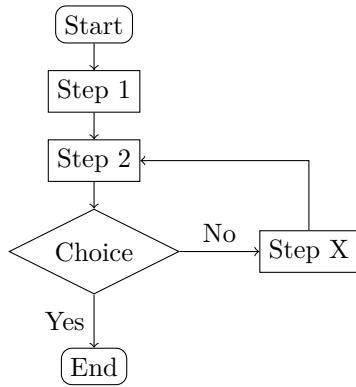 Start
Step 1
Step 2
Choice
No
Step X
Yes
End